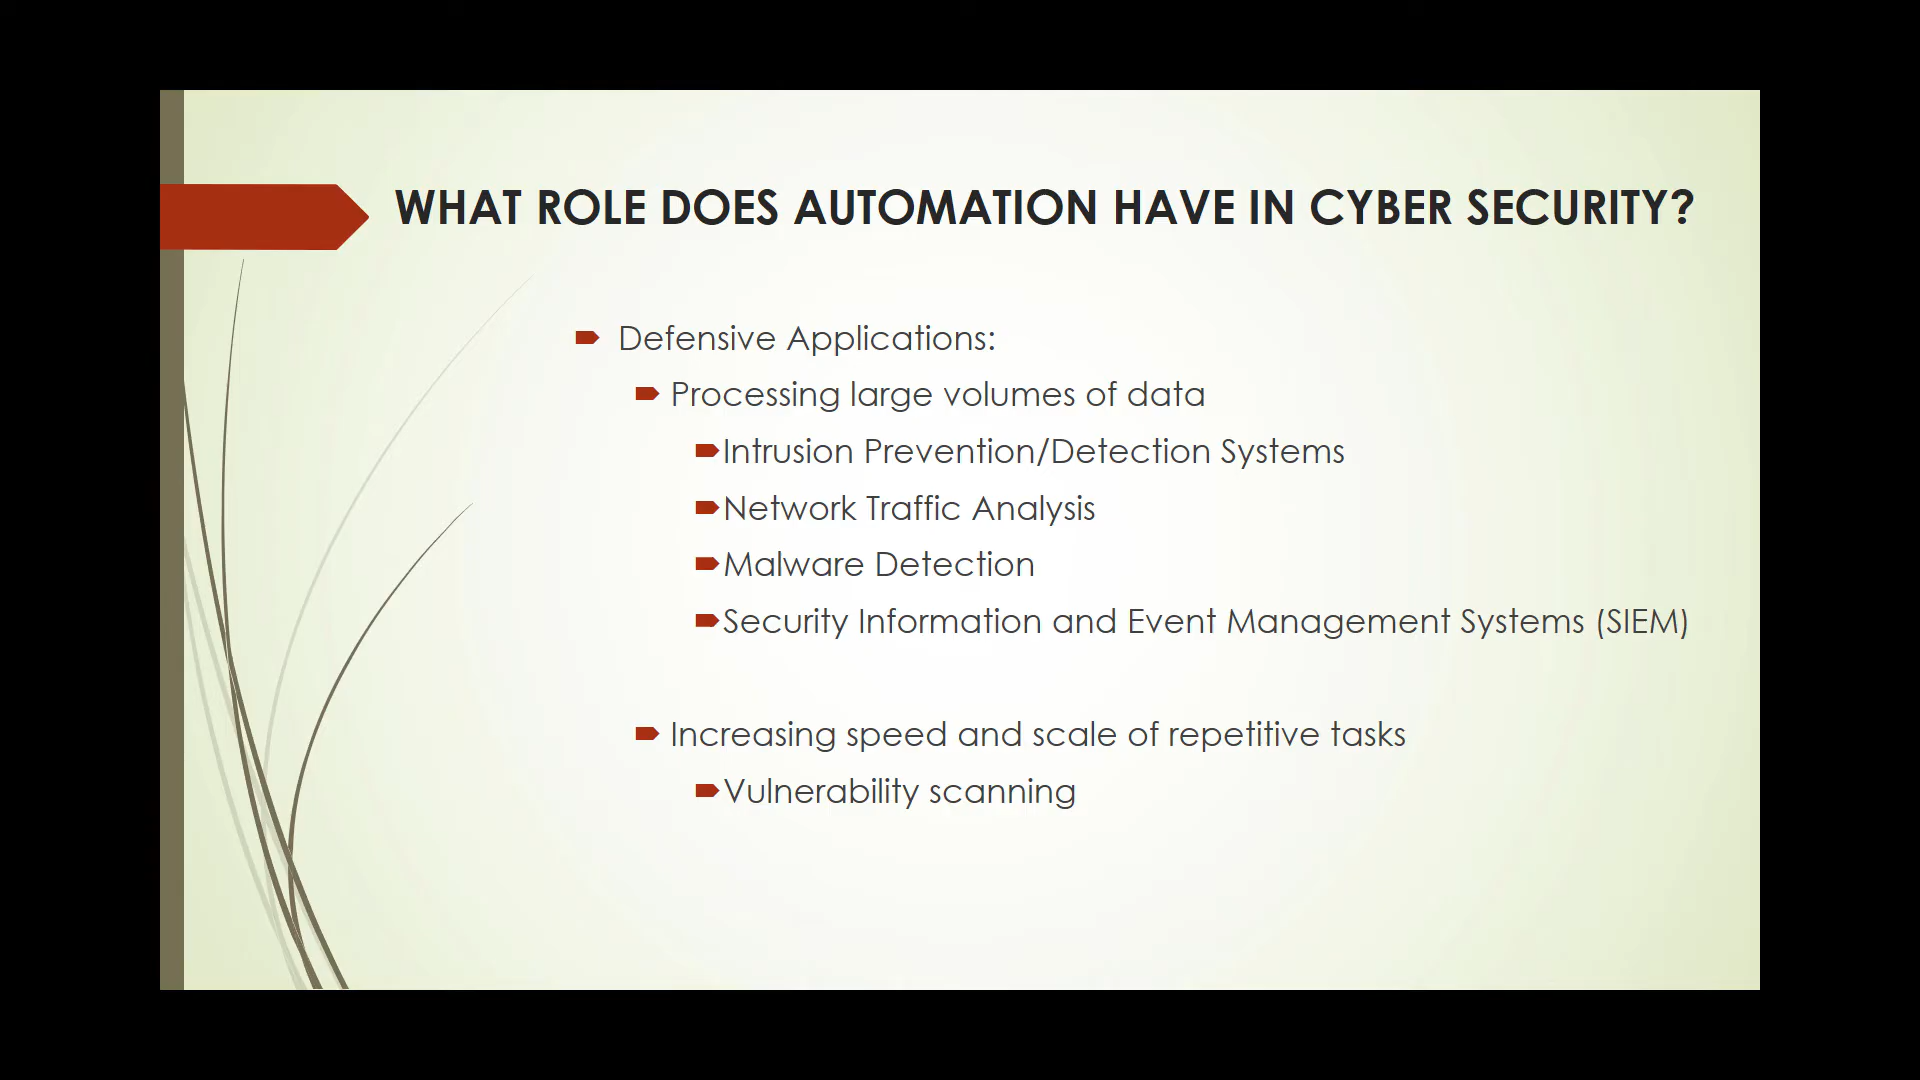 WHAT ROLE DOES AUTOMATION HAVE IN CYBER SECURITY?
Defensive Applications:
Processing large volumes of data
Intrusion Prevention/Detection Systems
Network Traffic Analysis
Malware Detection
Security Information and Event Management Systems (SIEM)
Increasing speed and scale of repetitive tasks
Vulnerability scanning